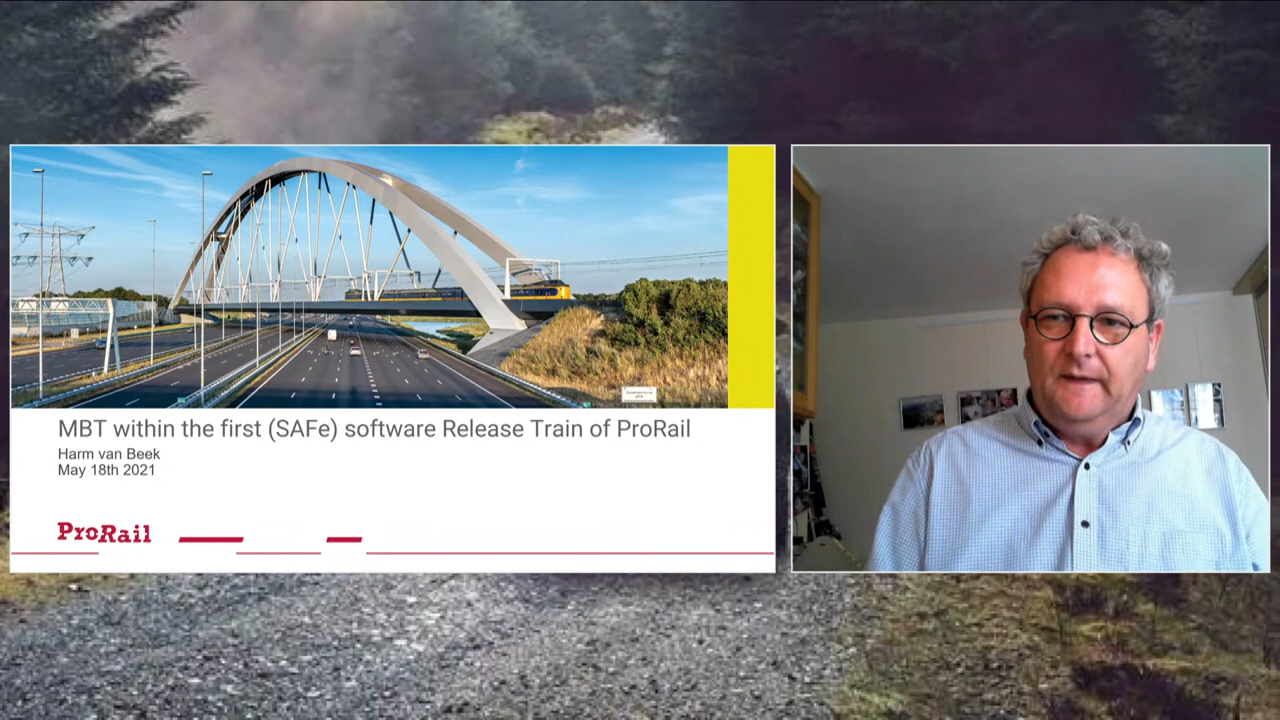 MBT within the first (SAFe) software Release Train of ProRail
Harm van Beek
May 18th 2021
ProRail